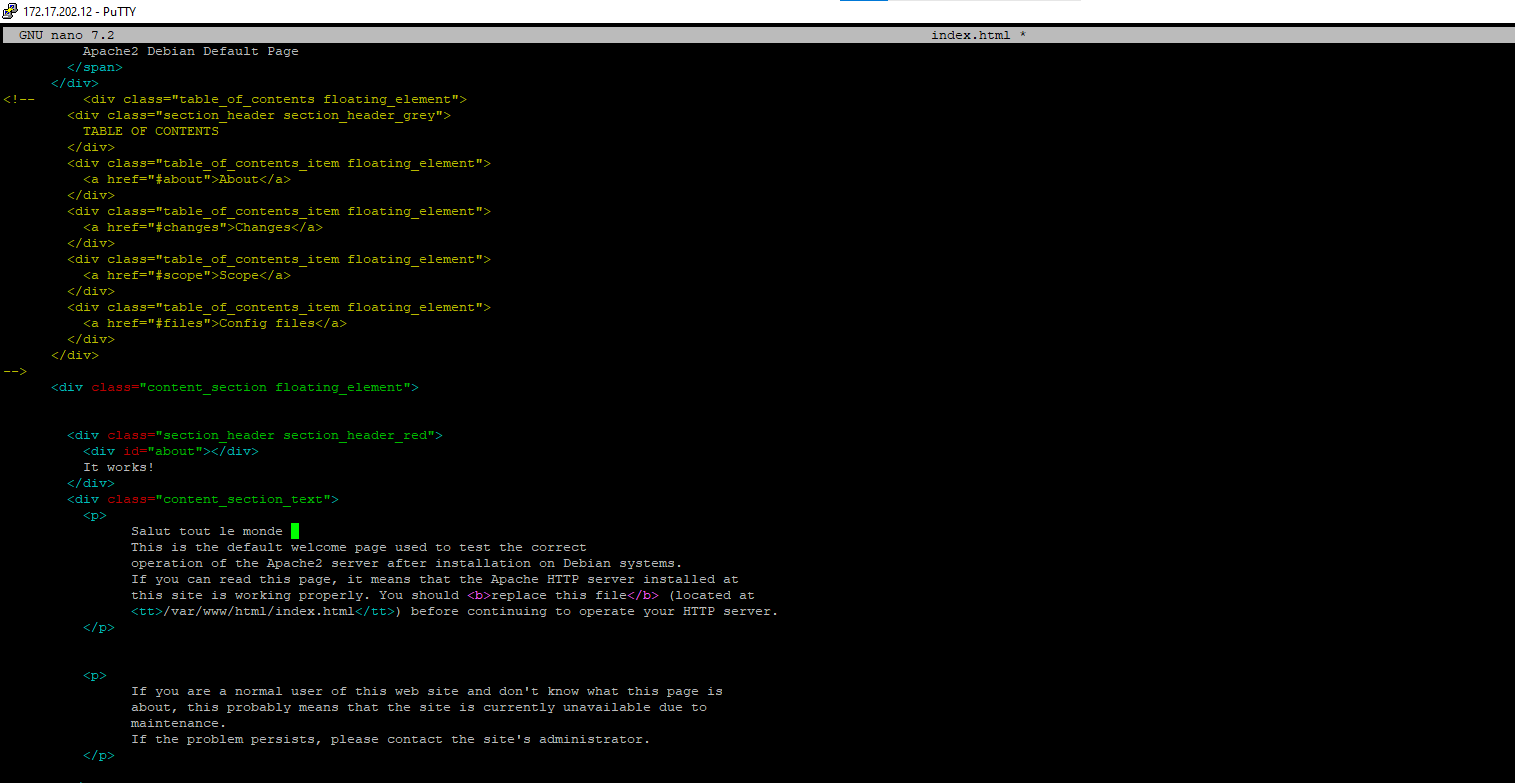 172.17.202.12 - PuTTY
GNU nano 7.2 index.html *
Apache2 Debian Default Page
</span>
</div>
<!-- <div class="table_of_contents floating_element">
<div class="section_header section_header_grey">
TABLE OF CONTENTS
</div>
<div class="table_of_contents_item floating_element">
<a href="#about">About</a>
</div>
<div class="table_of_contents_item floating_element">
<a href="#changes">Changes</a>
</div>
<div class="table_of_contents_item floating_element">
<a href="#scope">Scope</a>
</div>
<div class="table_of_contents_item floating_element">
<a href="#files">Config files</a>
</div>
</div>
-->
<div class="content_section floating_element">
<div class="section_header section_header_red">
<div id="about"></div>
It works!
</div>
<div class="content_section_text">
<p>
Salut tout le monde
This is the default welcome page used to test the correct
operation of the Apache2 server after installation on Debian systems.
If you can read this page, it means that the Apache HTTP server installed at
this site is working properly. You should <b>replace this file</b> (located at
<tt>/var/www/html/index.html</tt>) before continuing to operate your HTTP server.
</p>
<p>
If you are a normal user of this web site and don't know what this page is
about, this probably means that the site is currently unavailable due to
maintenance.
If the problem persists, please contact the site's administrator.
</p>